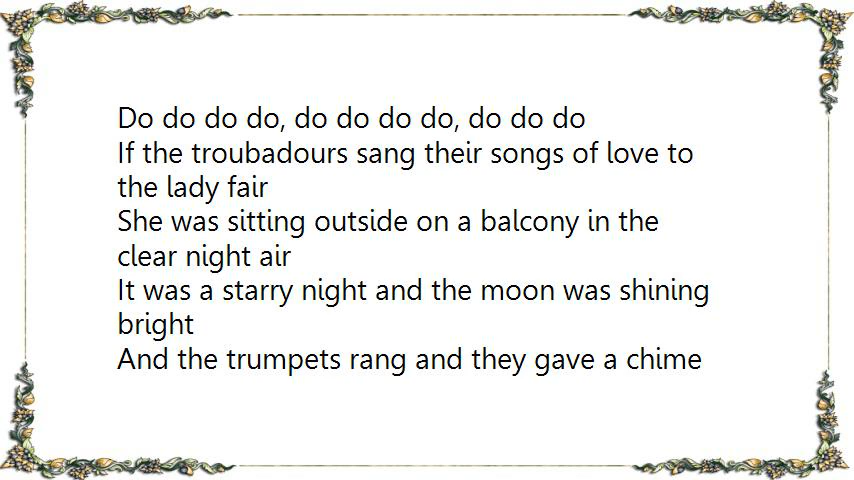 Do do do do, do do do do, do do do
If the troubadours sang their songs of love to
the lady fair
She was sitting outside on a balcony in the
clear night air
It was a starry night and the moon was shining
bright
And the trumpets rang and they gave a chime